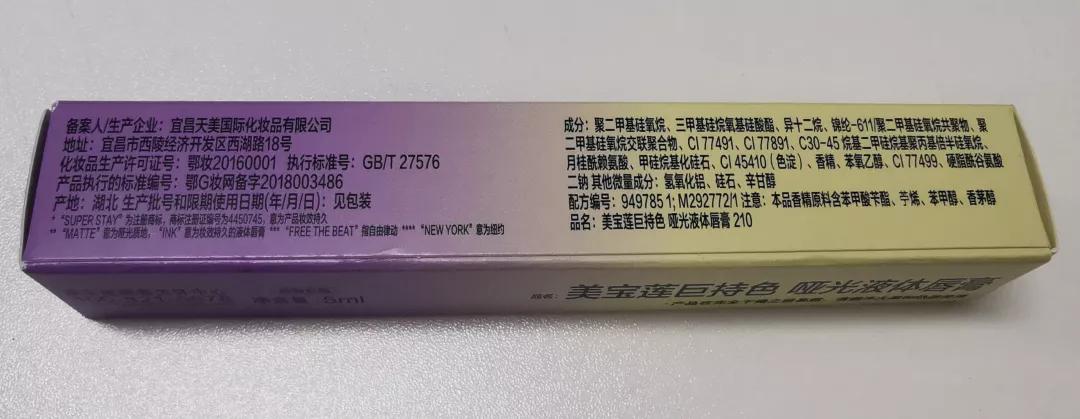 备案人/生产企业：宜昌天美国际化妆品有限公司
地址：宜昌市西陵经济开发区西湖路18号
化妆品生产许可证号：鄂妆20160001 执行标准号：GB/T 27576
产品执行的标准编号：鄂G妆网备字2018003486
产地：湖北 生产批号和限期使用日期(年/月/日)：见包装
* “SUPER STAY”为注册商标，商标注册证编号为4450745，意为产品妆效持久
** “MATTE” 意为哑光质地，“INK” 意为妆效持久的液体唇膏 *** “FREE THE BEAT” 指自由律动 **** “NEW YORK” 意为纽约
成分：聚二甲基硅氧烷、三甲基硅烷氧基硅酸酯、异十二烷、锦纶-611/聚二甲基硅氧烷共聚物、聚
二甲基硅氧烷交联聚合物、CI 77491、CI 77891、C30-45 烷基二甲硅烷基聚丙基倍半硅氧烷、
月桂酰赖氨酸、甲硅烷基化硅石、CI 45410（色淀）、香精、苯氧乙醇、CI 77499、硬脂酰谷氨酸
二钠 其他微量成分：氢氧化铝、硅石、辛甘醇
配方编号：949785 1; M292772/1 注意：本品香精原料含苯甲酸苄酯、苧烯、苯甲醇、香茅醇
品名：美宝莲巨持色 哑光液体唇膏 210
净含量： 5ml
品名： 美宝莲巨持色 哑光液体唇膏